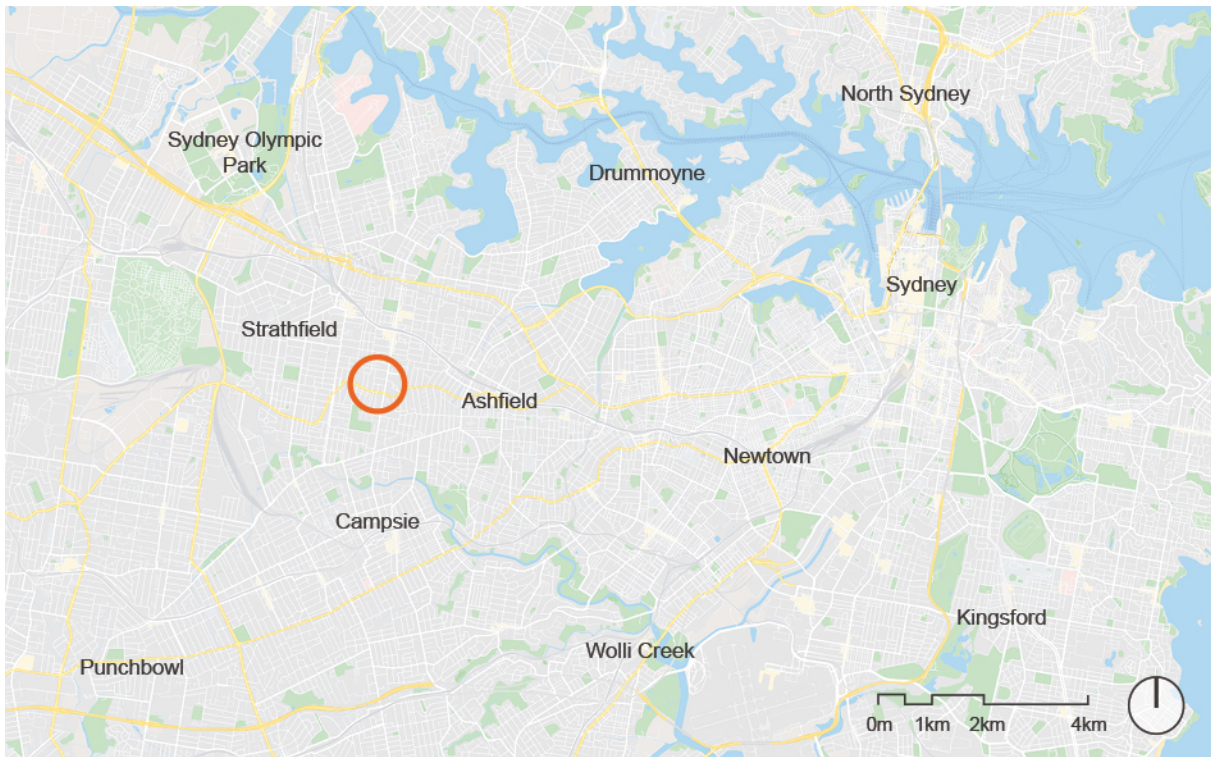 North Sydney
Sydney Olympic
Park
Drummoyne
Sydney
Strathfield
Ashfield
Newtown
Campsie
Kingsford
Wolli Creek
Punchbowl
0m 1km 2km 4km